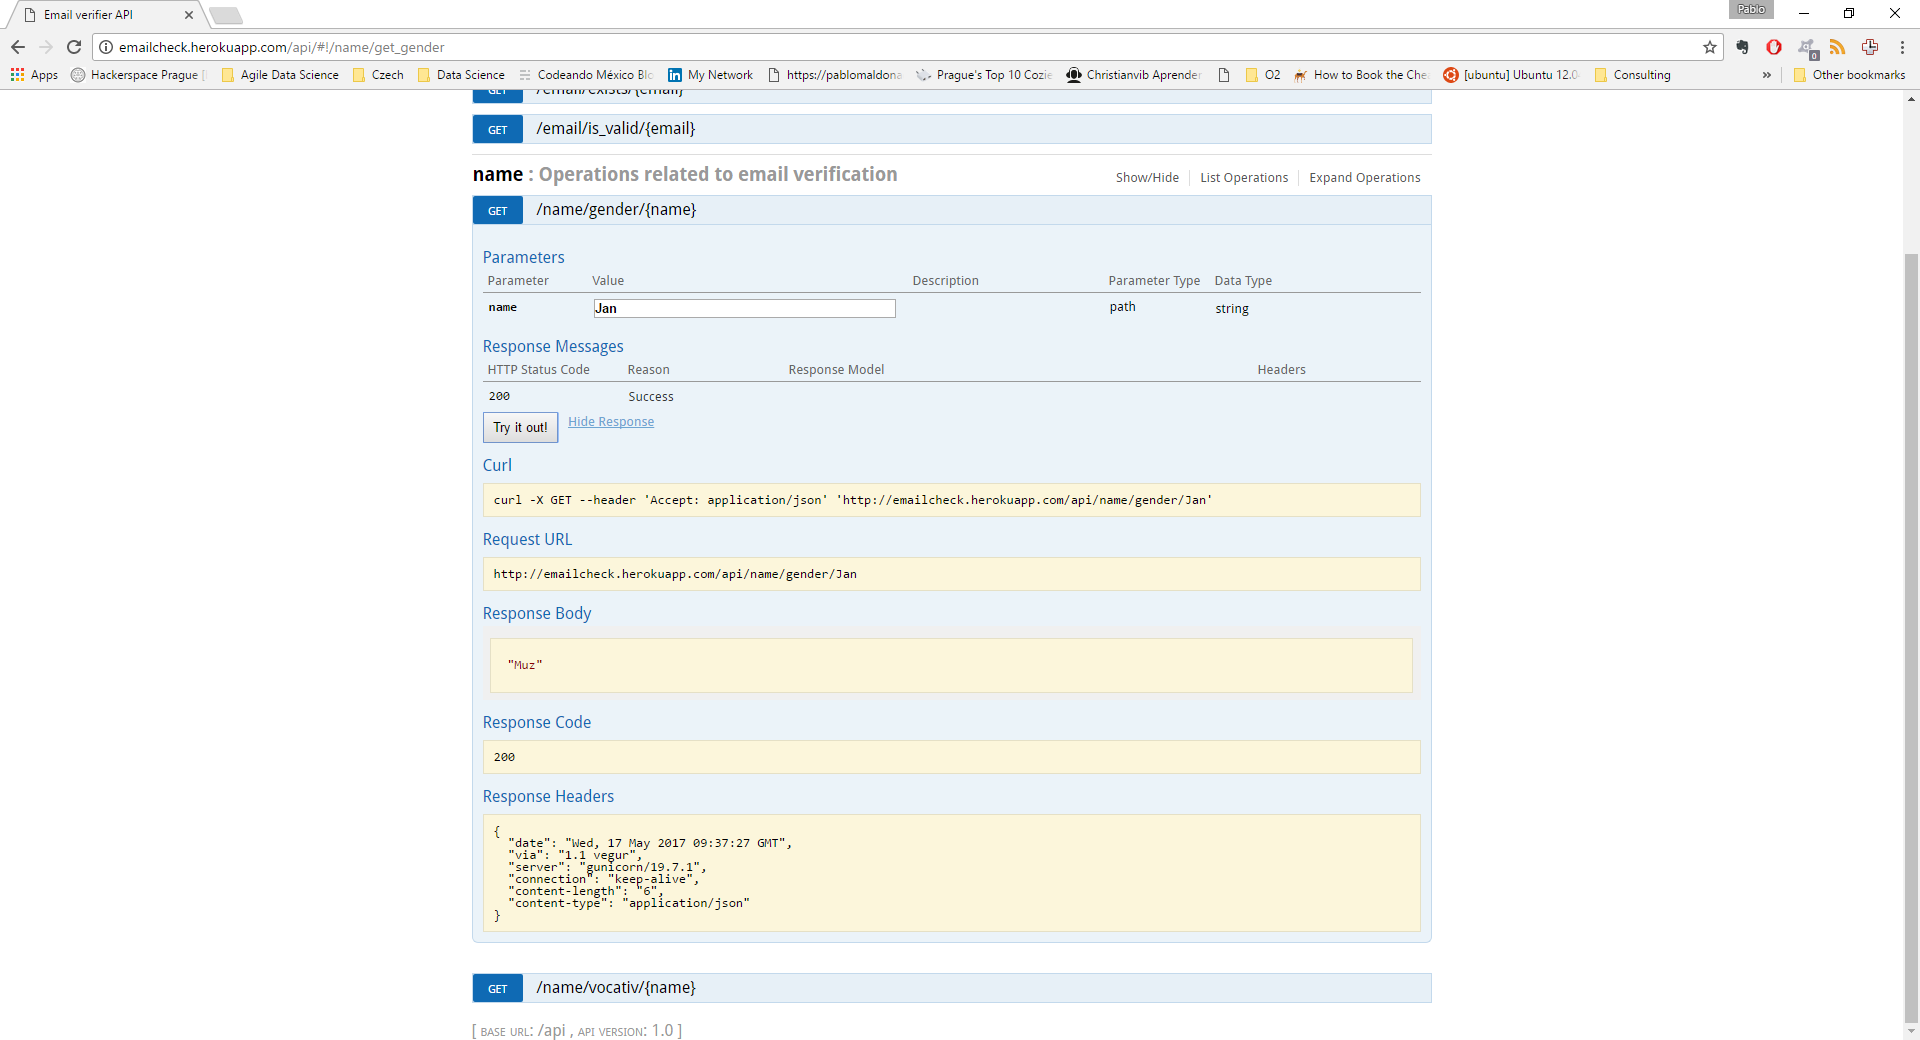 Email verifier API
Pablo
emailcheck.herokuapp.com/api/#!/name/get_gender
Apps Hackerspace Prague Agile Data Science Czech Data Science Codeando México Blo My Network https://pablomaldona Prague's Top 10 Cozie Christianvib Aprender O2 How to Book the Che [ubuntu] Ubuntu 12.0 Consulting » Other bookmarks
0
GET /email/exists/{email}
GET /email/is_valid/{email}
name : Operations related to email verification Show/Hide List Operations Expand Operations
GET /name/gender/{name}
Parameters
Parameter Value Description Parameter Type Data Type
name Jan path string
Response Messages
HTTP Status Code Reason Response Model Headers
200 Success
Try it out! Hide Response
Curl
curl -X GET --header 'Accept: application/json' 'http://emailcheck.herokuapp.com/api/name/gender/Jan'
Request URL
http://emailcheck.herokuapp.com/api/name/gender/Jan
Response Body
"Muz"
Response Code
200
Response Headers
{
"date": "Wed, 17 May 2017 09:37:27 GMT",
"via": "1.1 vegur",
"server": "gunicorn/19.7.1",
"connection": "keep-alive",
"content-length": "6",
"content-type": "application/json"
}
GET /name/vocativ/{name}
[ BASE URL: /api , API VERSION: 1.0 ]